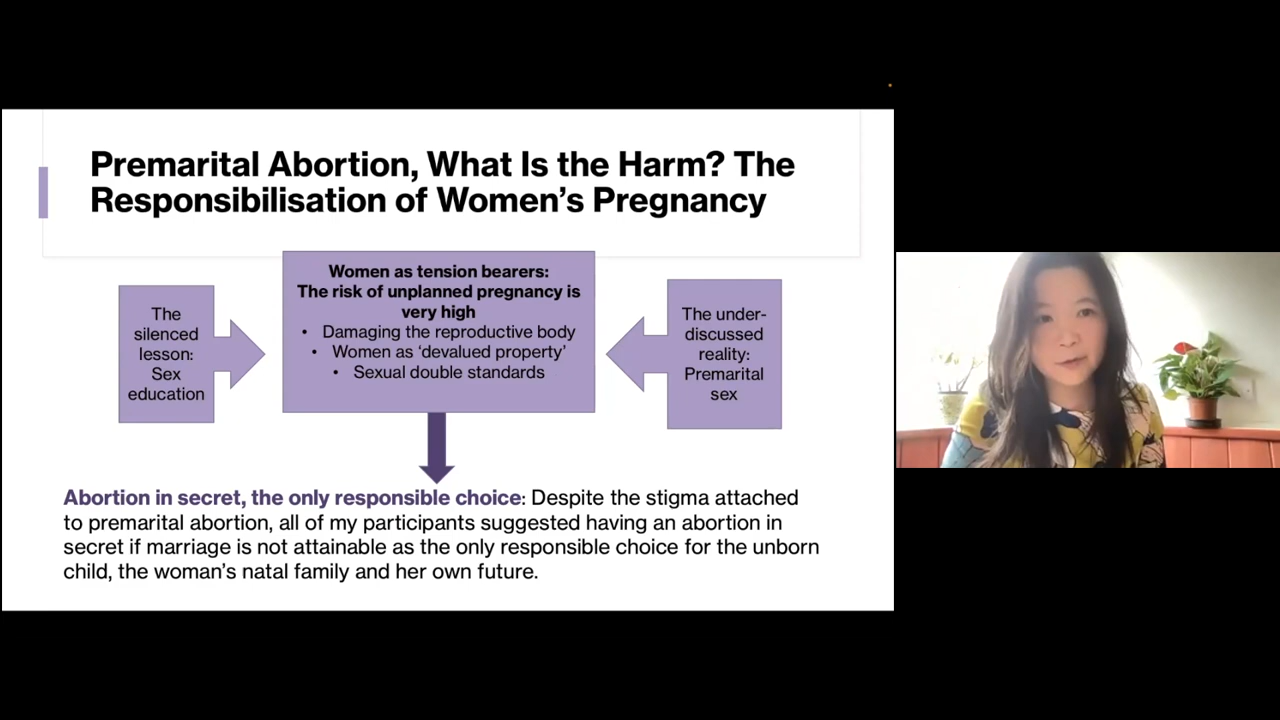 Premarital Abortion, What Is the Harm? The
Responsibilisation of Women’s Pregnancy
The
silenced
lesson:
Sex
education
Women as tension bearers:
The risk of unplanned pregnancy is
very high
• Damaging the reproductive body
• Women as ‘devalued property’
• Sexual double standards
The under-
discussed
reality:
Premarital
sex
Abortion in secret, the only responsible choice: Despite the stigma attached
to premarital abortion, all of my participants suggested having an abortion in
secret if marriage is not attainable as the only responsible choice for the unborn
child, the woman’s natal family and her own future.